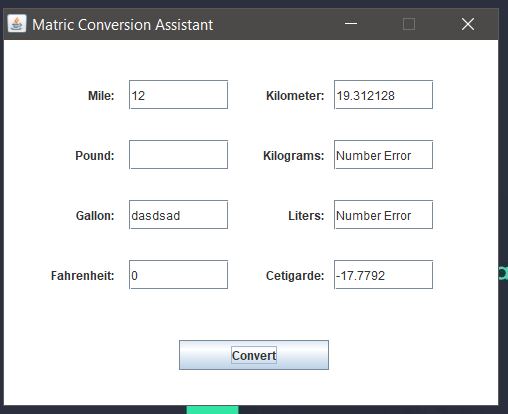 Matric Conversion Assistant
Mile: 12 Kilometer: 19.312128
Pound: Kilograms: Number Error
Gallon: dasdsad Liters: Number Error
Fahrenheit: 0 Cetigarde: -17.7792
Convert